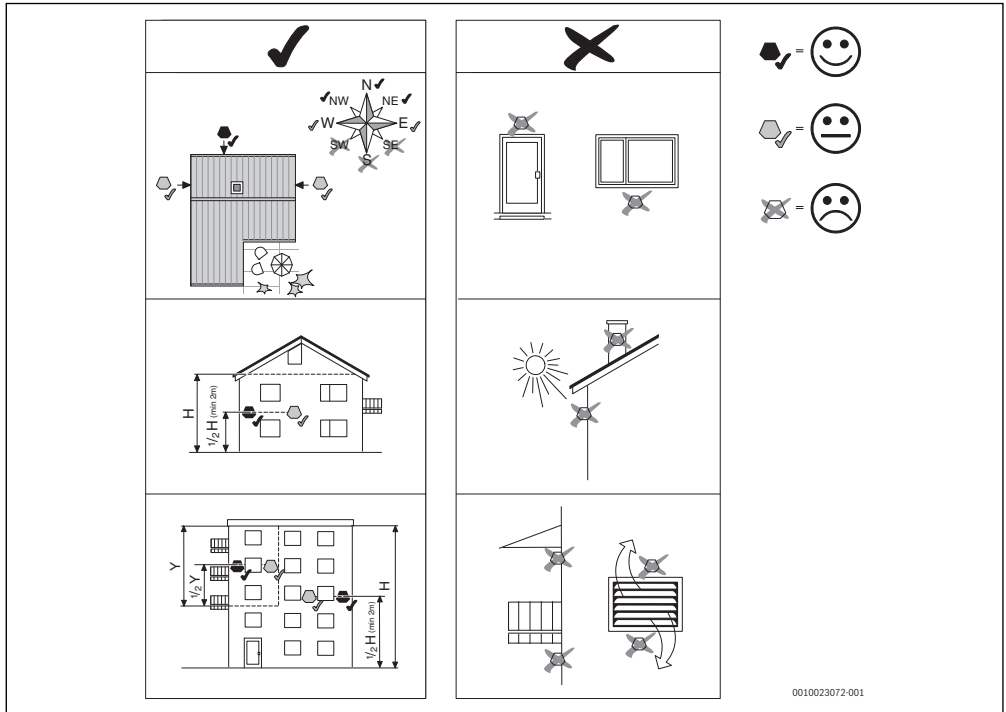 N
NW
NE
W
E
SW
SE
S
H
1/2 H (min 2m)
Y
1/2 Y
H
1/2 H (min 2m)
=
=
=
0010023072-001